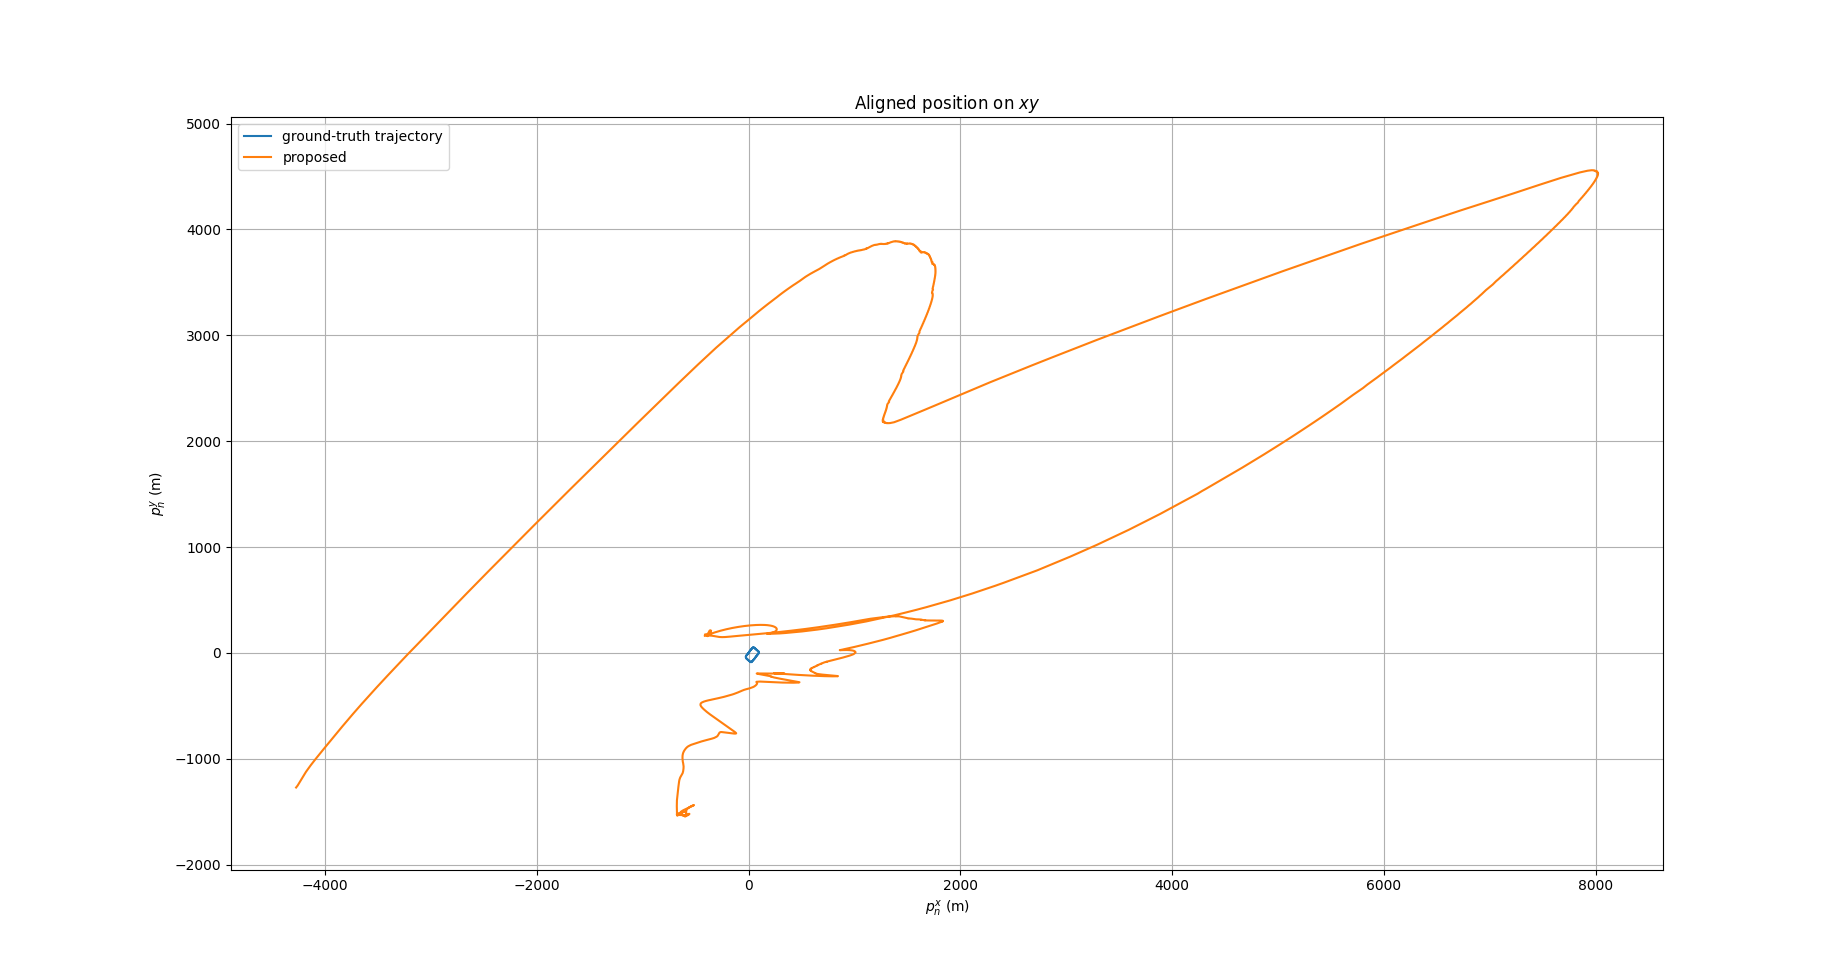 Aligned position on xy
ground-truth trajectory
proposed
5000
4000
3000
2000
1000
0
−1000
−2000
p_n^y (m)
−4000 −2000 0 2000 4000 6000 8000
p_n^x (m)